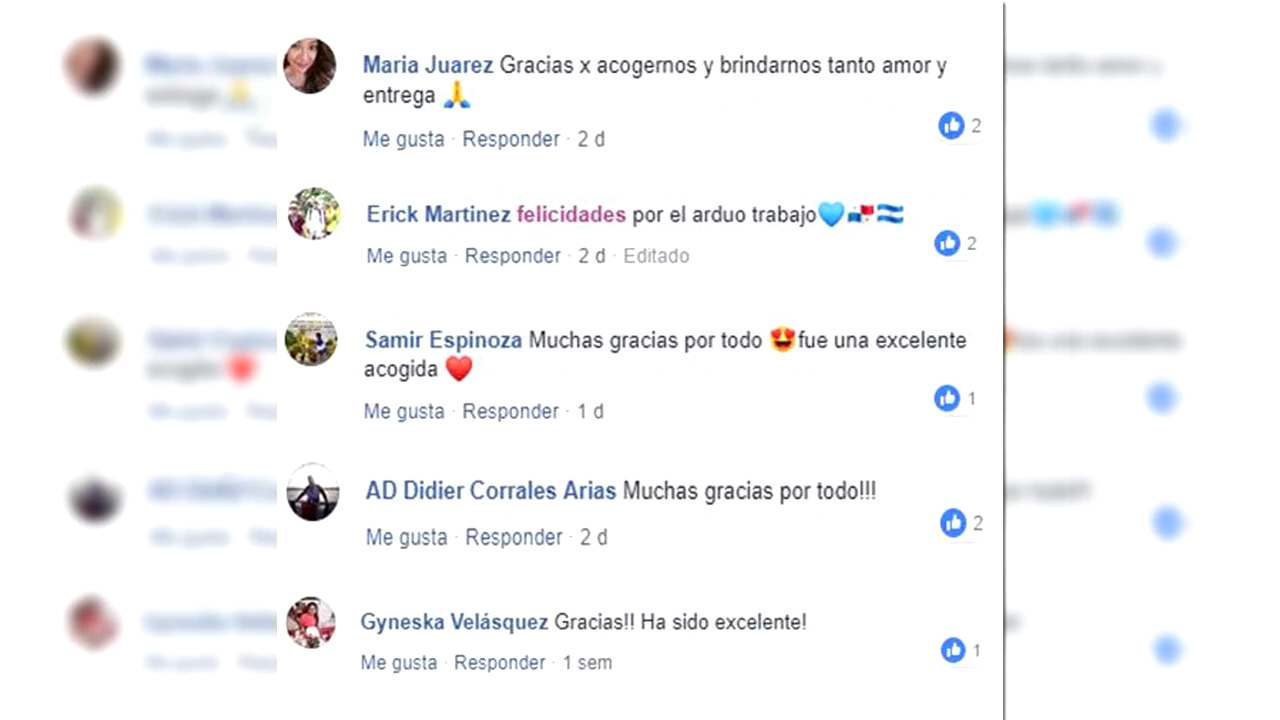 Maria Juarez Gracias x acogernos y brindarnos tanto amor y
entrega 🙏
Me gusta · Responder · 2 d
2
Erick Martinez felicidades por el arduo trabajo💙🇵🇦🇳🇮
Me gusta · Responder · 2 d · Editado
2
Samir Espinoza Muchas gracias por todo 😍fue una excelente
acogida ❤️
Me gusta · Responder · 1 d
1
AD Didier Corrales Arias Muchas gracias por todo!!!
Me gusta · Responder · 2 d
2
Gyneska Velásquez Gracias!! Ha sido excelente!
Me gusta · Responder · 1 sem
1